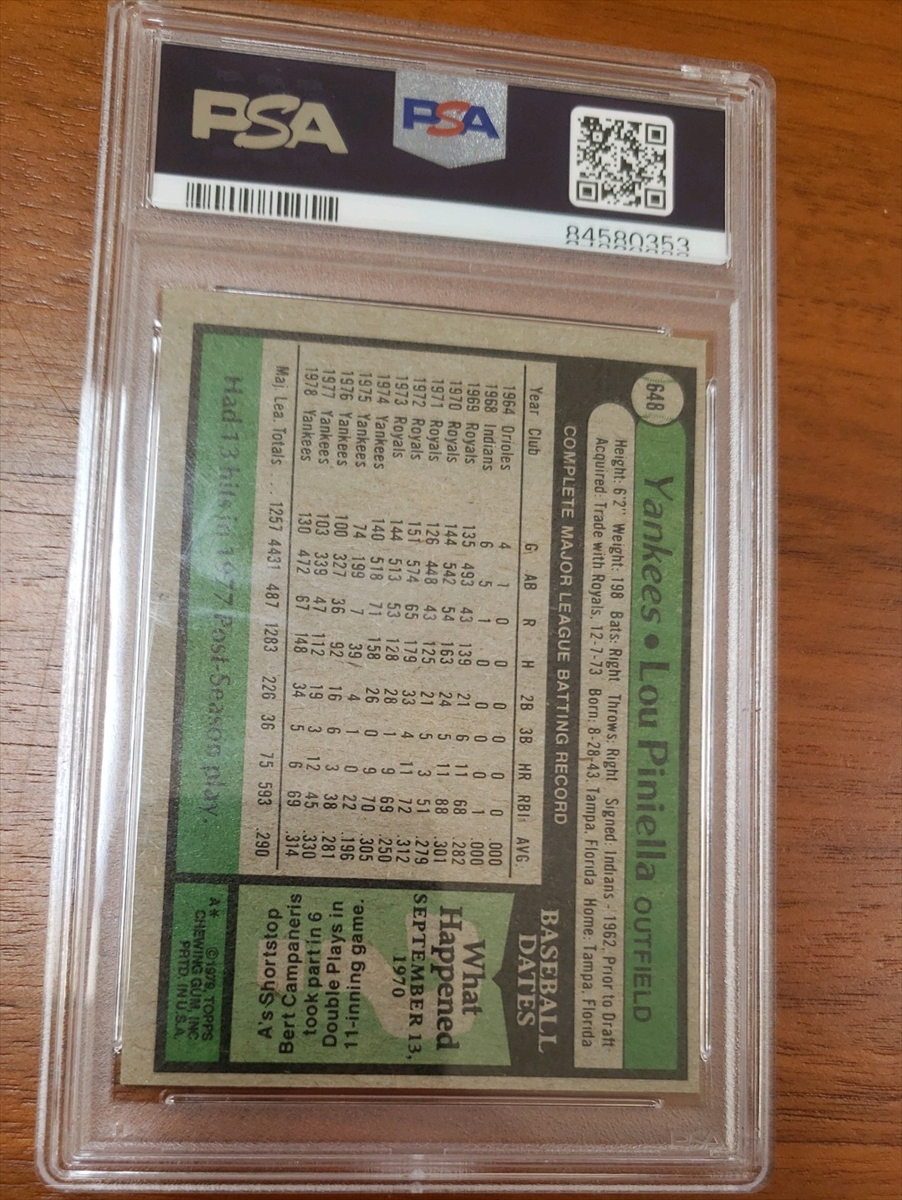 PSA
PSA
84580353
648
Yankees • Lou Piniella OUTFIELD
Height: 6'2" Weight: 198 Bats: Right Throws: Right Signed: Indians - 1962, Prior to Draft
Acquired: Trade with Royals, 12-7-73 Born: 8-28-43, Tampa, Florida Home: Tampa, Florida
COMPLETE MAJOR LEAGUE BATTING RECORD
Year Club G AB R H 2B 3B HR RBI AVG.
1964 Orioles 4 1 0 0 0 0 0 0 .000
1968 Indians 6 5 1 0 0 0 0 1 .000
1969 Royals 135 493 43 139 21 6 11 68 .282
1970 Royals 144 542 54 163 24 5 11 88 .301
1971 Royals 126 448 43 125 21 5 3 51 .279
1972 Royals 151 574 65 179 33 4 11 72 .312
1973 Royals 144 513 53 128 28 1 9 69 .250
1974 Yankees 140 518 71 158 26 0 9 70 .305
1975 Yankees 74 199 7 39 4 1 0 22 .196
1976 Yankees 100 327 36 92 16 6 3 38 .281
1977 Yankees 103 339 47 112 19 3 12 45 .330
1978 Yankees 130 472 67 148 34 5 6 69 .314
Maj. Lea. Totals . . . 1257 4431 487 1283 226 36 75 593 .290
Had 13 hits in 1977 Post-Season play.
BASEBALL
DATES
What
Happened
SEPTEMBER 13,
1970
A's Shortstop
Bert Campaneris
took part in 6
Double Plays in
11-inning game.
A* ©1979, TOPPS
CHEWING GUM, INC.
PRTD. IN U.S.A.
PSA